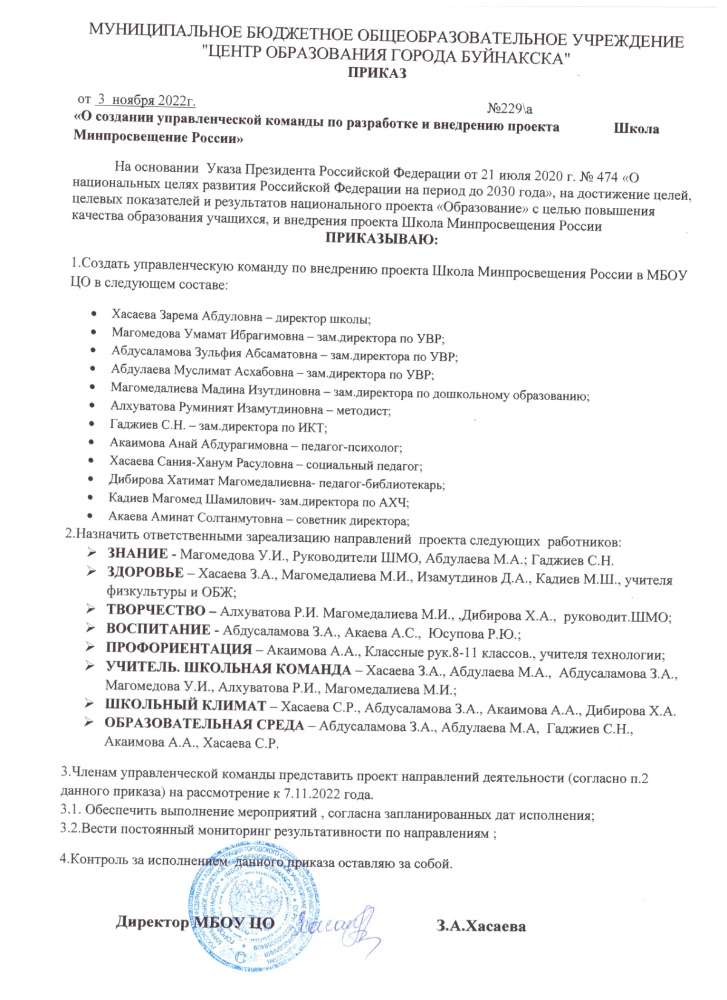 МУНИЦИПАЛЬНОЕ БЮДЖЕТНОЕ ОБЩЕОБРАЗОВАТЕЛЬНОЕ УЧРЕЖДЕНИЕ
"ЦЕНТР ОБРАЗОВАНИЯ ГОРОДА БУЙНАКСКА"
ПРИКАЗ
от 3 ноября 2022г. №229\а
«О создании управленческой команды по разработке и внедрению проекта Школа
Минпросвещение России»
На основании Указа Президента Российской Федерации от 21 июля 2020 г. № 474 «О
национальных целях развития Российской Федерации на период до 2030 года», на достижение целей,
целевых показателей и результатов национального проекта «Образование» с целью повышения
качества образования учащихся, и внедрения проекта Школа Минпросвещения России
ПРИКАЗЫВАЮ:
1.Создать управленческую команду по внедрению проекта Школа Минпросвещения России в МБОУ
ЦО в следующем составе:
• Хасаева Зарема Абдуловна – директор школы;
• Магомедова Умамат Ибрагимовна – зам.директора по УВР;
• Абдусаламова Зульфия Абсаматовна – зам.директора по УВР;
• Абдулаева Муслимат Асхабовна – зам.директора по УВР;
• Магомедалиева Мадина Изутдиновна – зам.директора по дошкольному образованию;
• Алхуватова Руминият Изамутдиновна – методист;
• Гаджиев С.Н. – зам.директора по ИКТ;
• Акаимова Анай Абдурагимовна – педагог-психолог;
• Хасаева Сания-Ханум Расуловна – социальный педагог;
• Дибирова Хатимат Магомедалиевна- педагог-библиотекарь;
• Кадиев Магомед Шамилович- зам.директора по АХЧ;
• Акаева Аминат Солтанмутовна – советник директора;
2.Назначить ответственными зареализацию направлений проекта следующих работников:
➢ ЗНАНИЕ - Магомедова У.И., Руководители ШМО, Абдулаева М.А.; Гаджиев С.Н.
➢ ЗДОРОВЬЕ – Хасаева З.А., Магомедалиева М.И., Изамутдинов Д.А., Кадиев М.Ш., учителя
физкультуры и ОБЖ;
➢ ТВОРЧЕСТВО – Алхуватова Р.И. Магомедалиева М.И., ,Дибирова Х.А., руководит.ШМО;
➢ ВОСПИТАНИЕ - Абдусаламова З.А., Акаева А.С., Юсупова Р.Ю.;
➢ ПРОФОРИЕНТАЦИЯ – Акаимова А.А., Классные рук.8-11 классов., учителя технологии;
➢ УЧИТЕЛЬ. ШКОЛЬНАЯ КОМАНДА – Хасаева З.А., Абдулаева М.А., Абдусаламова З.А.,
Магомедова У.И., Алхуватова Р.И., Магомедалиева М.И.;
➢ ШКОЛЬНЫЙ КЛИМАТ – Хасаева С.Р., Абдусаламова З.А., Акаимова А.А., Дибирова Х.А.
➢ ОБРАЗОВАТЕЛЬНАЯ СРЕДА – Абдусаламова З.А., Абдулаева М.А, Гаджиев С.Н.,
Акаимова А.А., Хасаева С.Р.
3.Членам управленческой команды представить проект направлений деятельности (согласно п.2
данного приказа) на рассмотрение к 7.11.2022 года.
3.1. Обеспечить выполнение мероприятий , согласна запланированных дат исполнения;
3.2.Вести постоянный мониторинг результативности по направлениям ;
4.Контроль за исполнением данного приказа оставляю за собой.
Директор МБОУ ЦО З.А.Хасаева